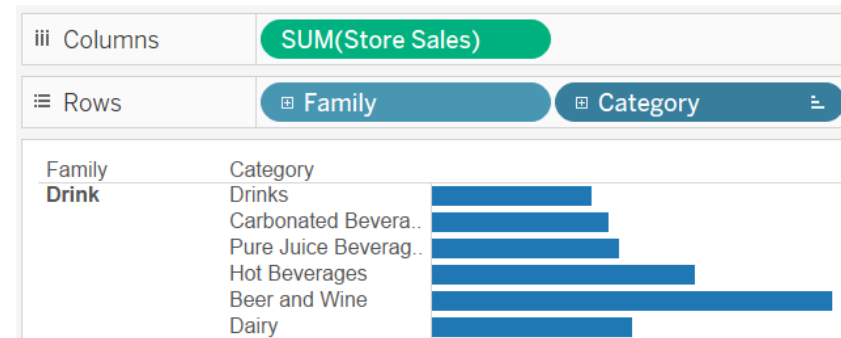 Columns SUM(Store Sales)
Rows Family Category
Family Category
Drink Drinks
Carbonated Bevera..
Pure Juice Beverag..
Hot Beverages
Beer and Wine
Dairy